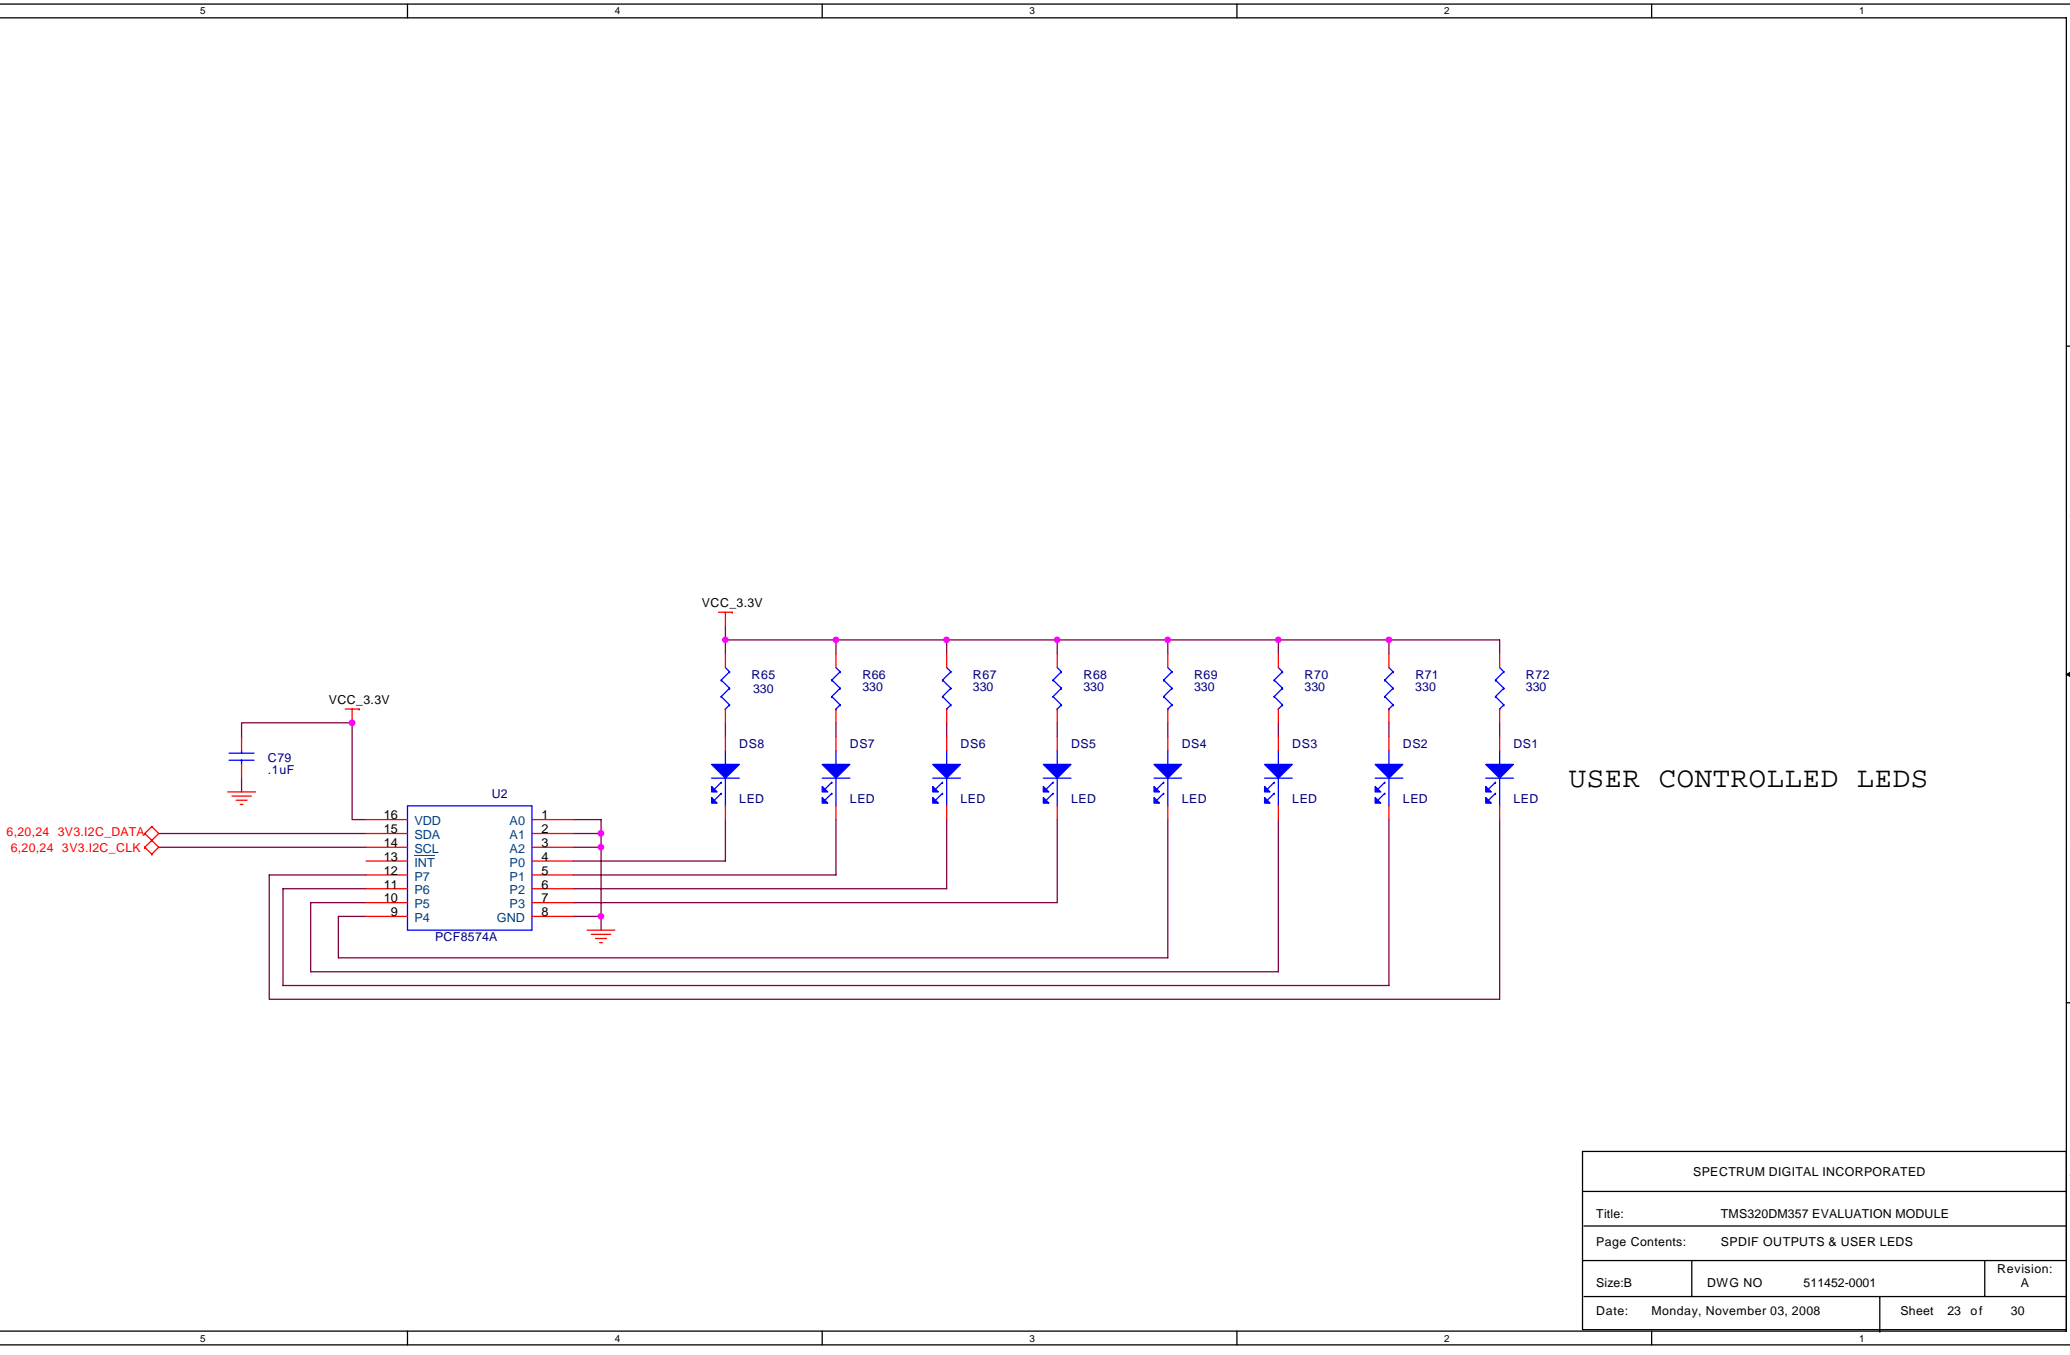 5 4 3 2 1
VCC_3.3V
R65 R66 R67 R68 R69 R70 R71 R72
330 330 330 330 330 330 330 330
VCC_3.3V
DS8 DS7 DS6 DS5 DS4 DS3 DS2 DS1
C79
.1uF
USER CONTROLLED LEDS
LED LED LED LED LED LED LED LED
U2
16 VDD A0 1
6,20,24 3V3.I2C_DATA 15 SDA A1 2
6,20,24 3V3.I2C_CLK 14 SCL A2 3
13 INT P0 4
12 P7 P1 5
11 P6 P2 6
10 P5 P3 7
9 P4 GND 8
PCF8574A
SPECTRUM DIGITAL INCORPORATED
Title: TMS320DM357 EVALUATION MODULE
Page Contents: SPDIF OUTPUTS & USER LEDS
Size:B DWG NO 511452-0001 Revision:
A
Date: Monday, November 03, 2008 Sheet 23 of 30
5 4 3 2 1